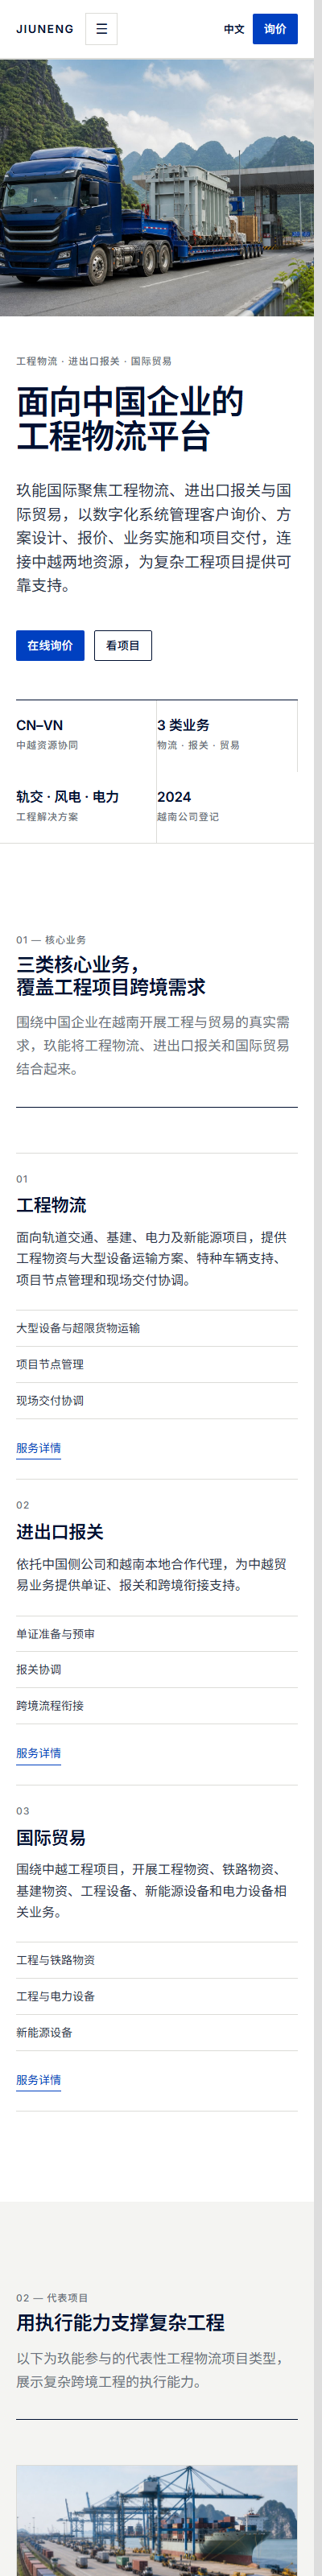 JIUNENG ☰ 中文 询价
工程物流 · 进出口报关 · 国际贸易
面向中国企业的
工程物流平台
玖能国际聚焦工程物流、进出口报关与国
际贸易，以数字化系统管理客户询价、方
案设计、报价、业务实施和项目交付，连
接中越两地资源，为复杂工程项目提供可
靠支持。
在线询价 看项目
CN–VN
中越资源协同
3 类业务
物流 · 报关 · 贸易
轨交 · 风电 · 电力
工程解决方案
2024
越南公司登记
01 — 核心业务
三类核心业务，
覆盖工程项目跨境需求
围绕中国企业在越南开展工程与贸易的真实需
求，玖能将工程物流、进出口报关和国际贸易
结合起来。
01
工程物流
面向轨道交通、基建、电力及新能源项目，提供
工程物资与大型设备运输方案、特种车辆支持、
项目节点管理和现场交付协调。
大型设备与超限货物运输
项目节点管理
现场交付协调
服务详情
02
进出口报关
依托中国侧公司和越南本地合作代理，为中越贸
易业务提供单证、报关和跨境衔接支持。
单证准备与预审
报关协调
跨境流程衔接
服务详情
03
国际贸易
围绕中越工程项目，开展工程物资、铁路物资、
基建物资、工程设备、新能源设备和电力设备相
关业务。
工程与铁路物资
工程与电力设备
新能源设备
服务详情
02 — 代表项目
用执行能力支撑复杂工程
以下为玖能参与的代表性工程物流项目类型，
展示复杂跨境工程的执行能力。